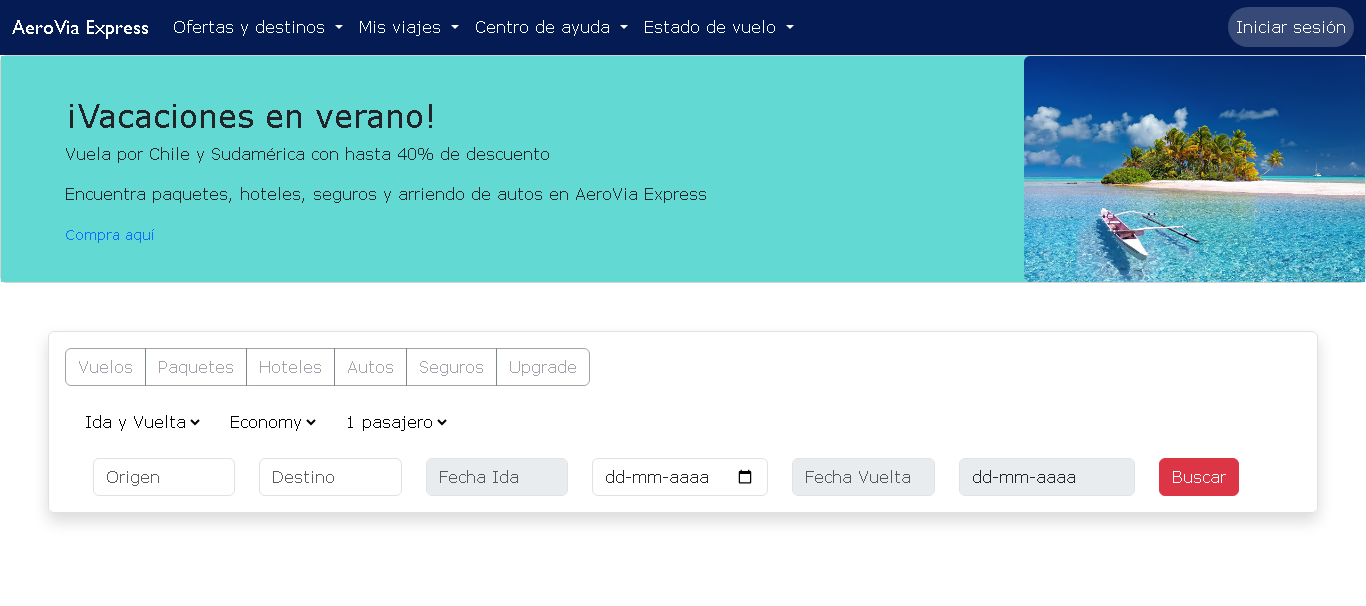 AeroVia Express Ofertas y destinos Mis viajes Centro de ayuda Estado de vuelo Iniciar sesión
¡Vacaciones en verano!
Vuela por Chile y Sudamérica con hasta 40% de descuento
Encuentra paquetes, hoteles, seguros y arriendo de autos en AeroVia Express
Compra aquí
Vuelos Paquetes Hoteles Autos Seguros Upgrade
Ida y Vuelta Economy 1 pasajero
Origen Destino Fecha Ida dd-mm-aaaa Fecha Vuelta dd-mm-aaaa Buscar